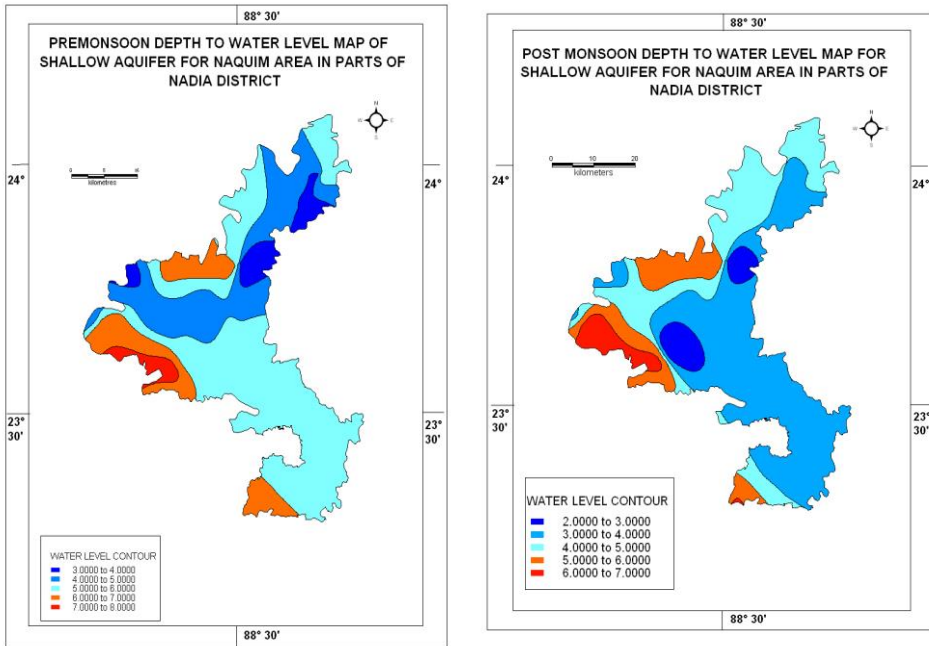 88° 30'
PREMONSOON DEPTH TO WATER LEVEL MAP OF
SHALLOW AQUIFER FOR NAQUIM AREA IN PARTS OF
NADIA DISTRICT
N
W E
S
kilometres
24°
24°
23°
30'
23°
30'
WATER LEVEL CONTOUR
3.0000 to 4.0000
4.0000 to 5.0000
5.0000 to 6.0000
6.0000 to 7.0000
7.0000 to 8.0000
88° 30'
88° 30'
POST MONSOON DEPTH TO WATER LEVEL MAP FOR
SHALLOW AQUIFER FOR NAQUIM AREA IN PARTS OF
NADIA DISTRICT
N
W E
S
0 10 20
kilometers
24°
24°
23°
30'
23°
30'
WATER LEVEL CONTOUR
2.0000 to 3.0000
3.0000 to 4.0000
4.0000 to 5.0000
5.0000 to 6.0000
6.0000 to 7.0000
88° 30'